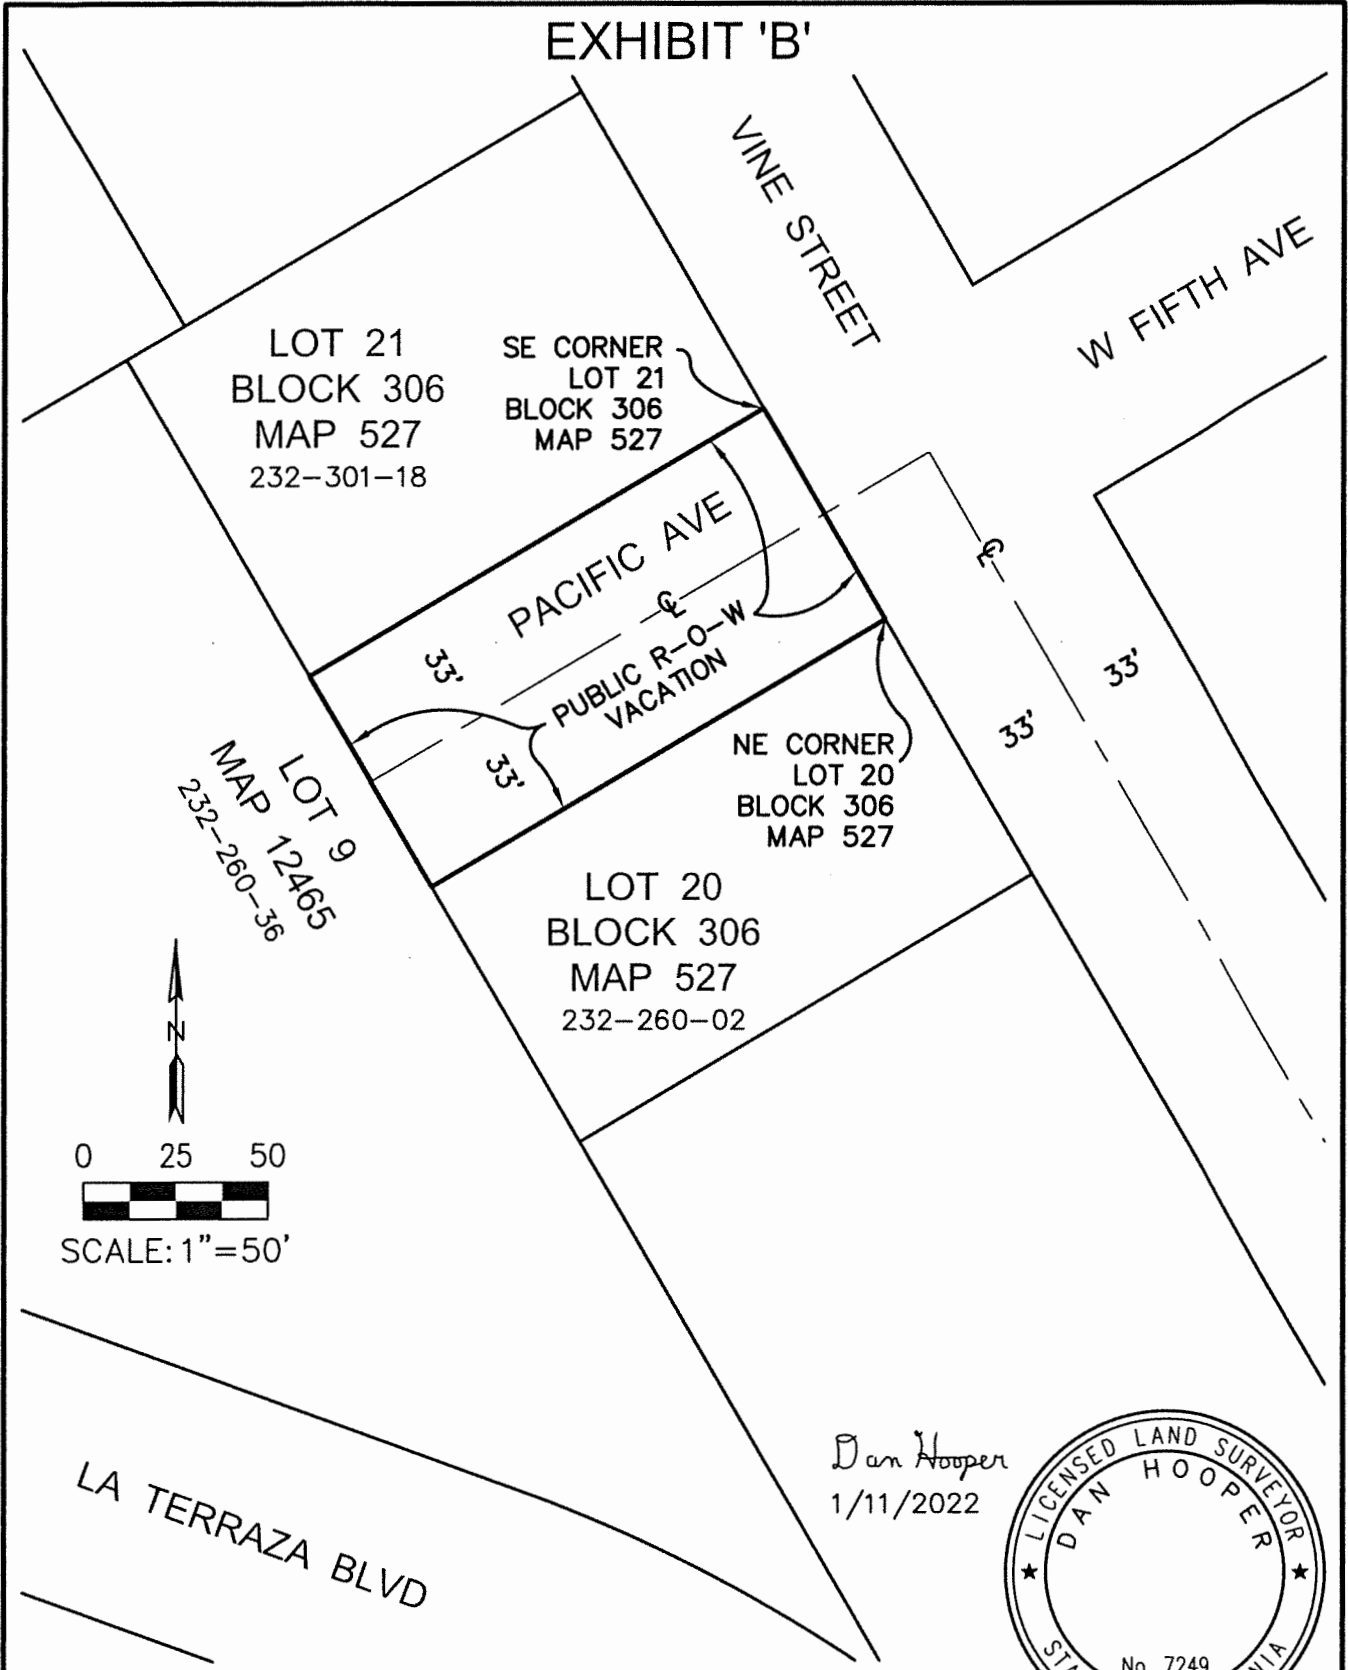 EXHIBIT 'B'
VINE STREET
W FIFTH AVE
LOT 21
BLOCK 306
MAP 527
232-301-18
SE CORNER
LOT 21
BLOCK 306
MAP 527
PACIFIC AVE
33'
℄
℄
PUBLIC R-O-W
VACATION
33'
33'
33'
NE CORNER
LOT 20
BLOCK 306
MAP 527
LOT 9
MAP 12465
232-260-36
LOT 20
BLOCK 306
MAP 527
232-260-02
N
0 25 50
SCALE: 1"=50'
LA TERRAZA BLVD
Dan Hooper
1/11/2022
LICENSED LAND SURVEYOR
DAN HOOPER
No. 7249